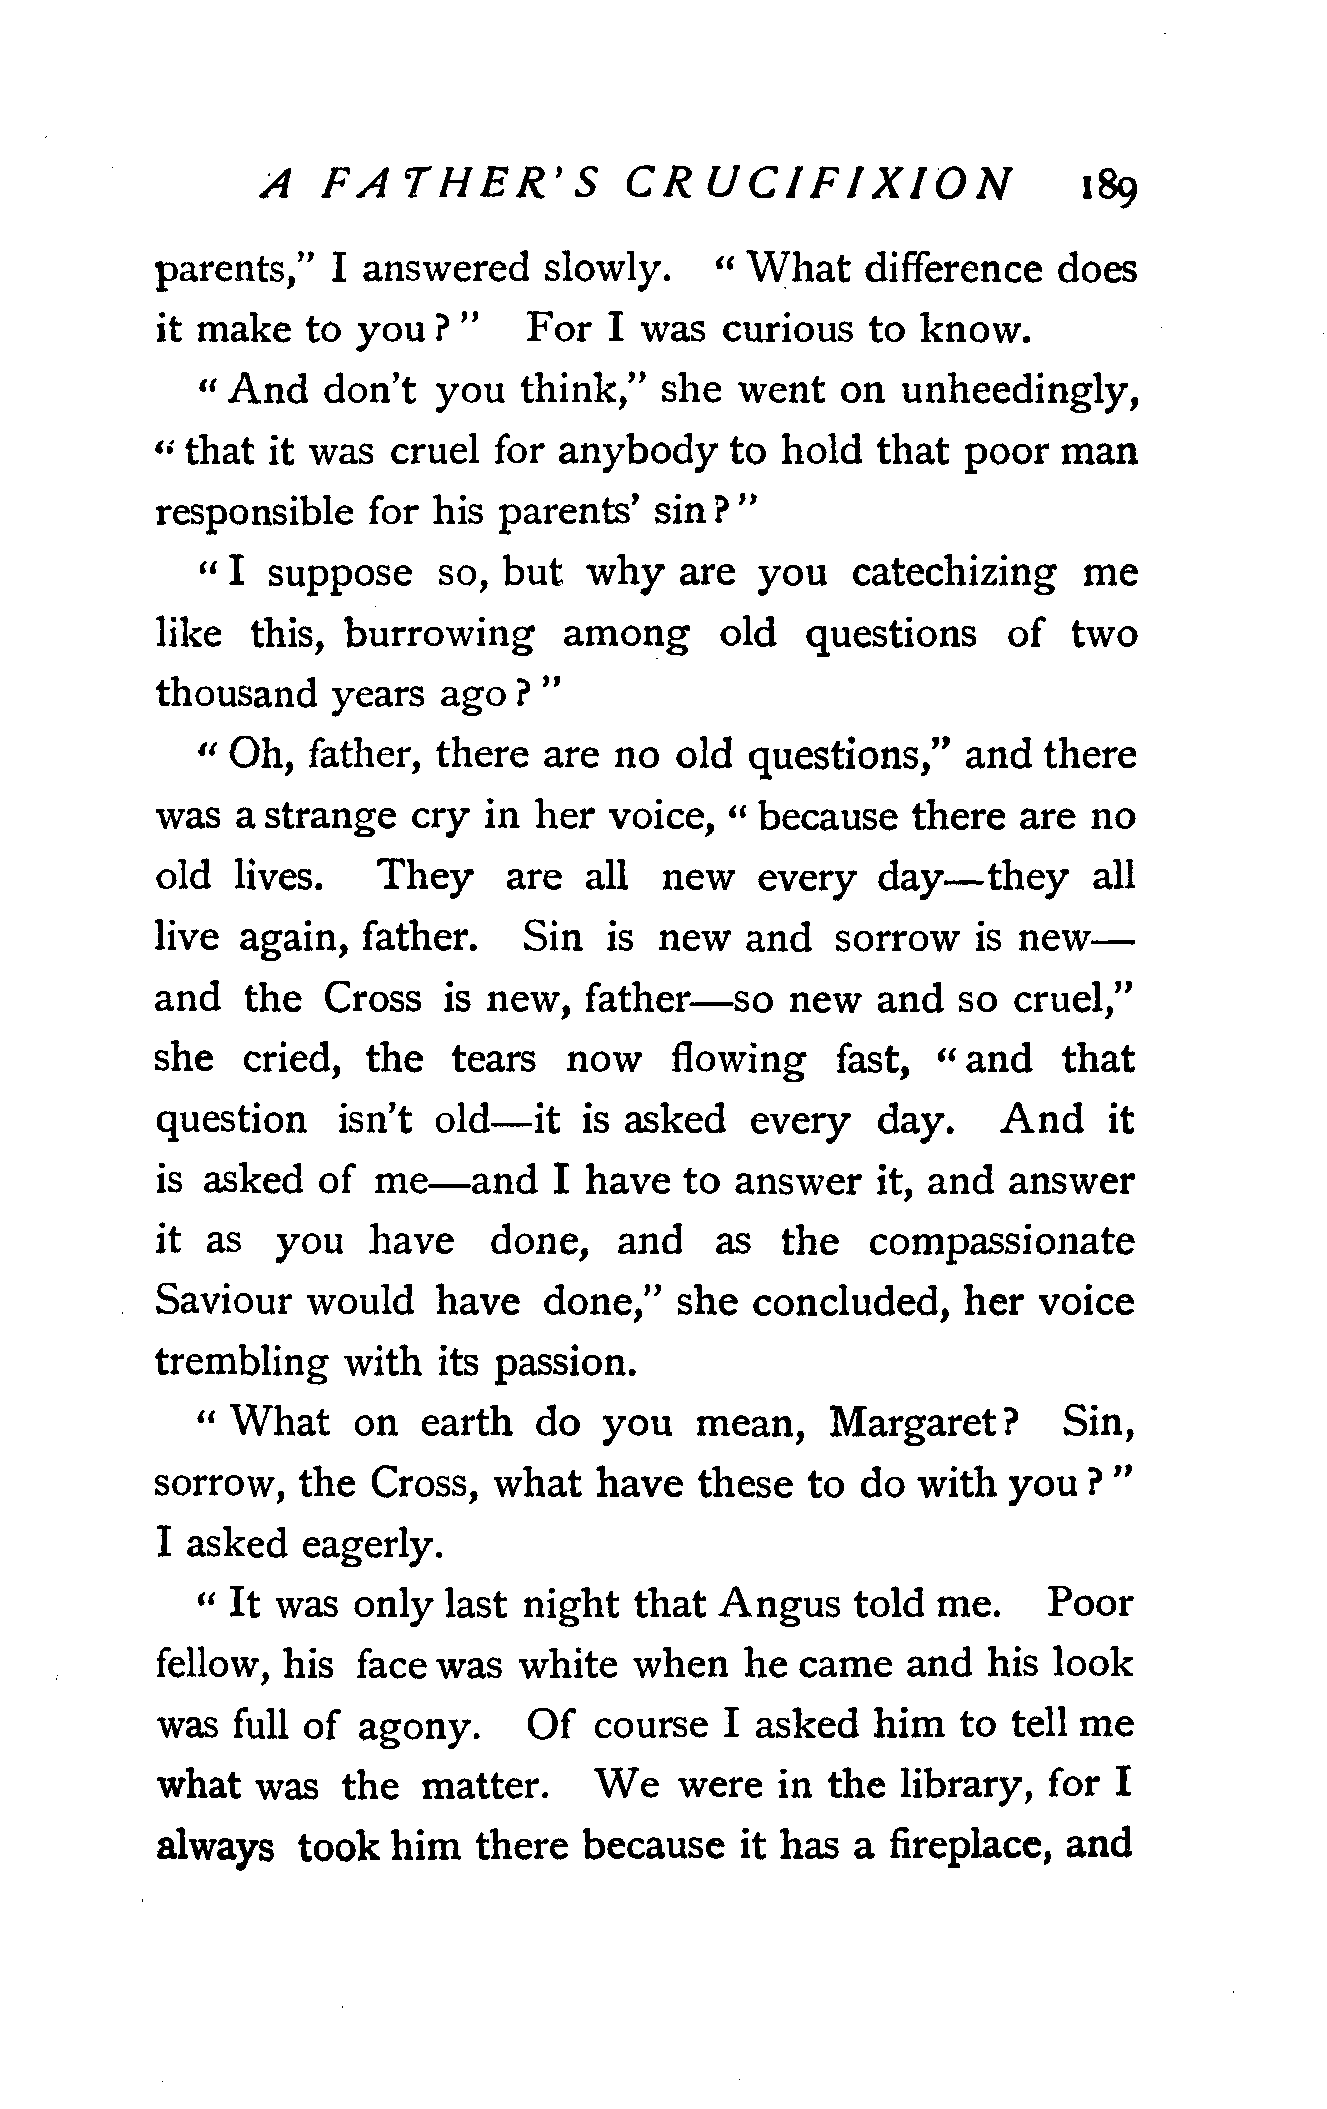 A FATHER'S CRUCIFIXION 189
parents," I answered slowly. "What difference does
it make to you?" For I was curious to know.
"And don't you think," she went on unheedingly,
"that it was cruel for anybody to hold that poor man
responsible for his parents' sin?"
"I suppose so, but why are you catechizing me
like this, burrowing among old questions of two
thousand years ago?"
"Oh, father, there are no old questions," and there
was a strange cry in her voice, "because there are no
old lives. They are all new every day—they all
live again, father. Sin is new and sorrow is new—
and the Cross is new, father—so new and so cruel,"
she cried, the tears now flowing fast, "and that
question isn't old—it is asked every day. And it
is asked of me—and I have to answer it, and answer
it as you have done, and as the compassionate
Saviour would have done," she concluded, her voice
trembling with its passion.
"What on earth do you mean, Margaret? Sin,
sorrow, the Cross, what have these to do with you?"
I asked eagerly.
"It was only last night that Angus told me. Poor
fellow, his face was white when he came and his look
was full of agony. Of course I asked him to tell me
what was the matter. We were in the library, for I
always took him there because it has a fireplace, and